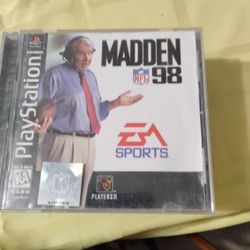 PlayStation
MADDEN
NFL
98
EA
SPORTS
PLAYERS